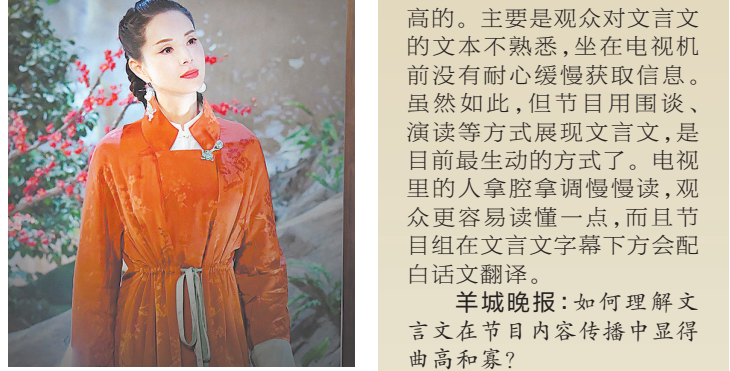 高的。主要是观众对文言文
的文本不熟悉,坐在电视机
前没有耐心缓慢获取信息。
虽然如此,但节目用围谈、
演读等方式展现文言文,是
目前最生动的方式了。电视
里的人拿腔拿调慢慢读,观
众更容易读懂一点,而且节
目组在文言文字幕下方会配
白话文翻译。
羊城晚报:如何理解文
言文在节目内容传播中显得
曲高和寡?